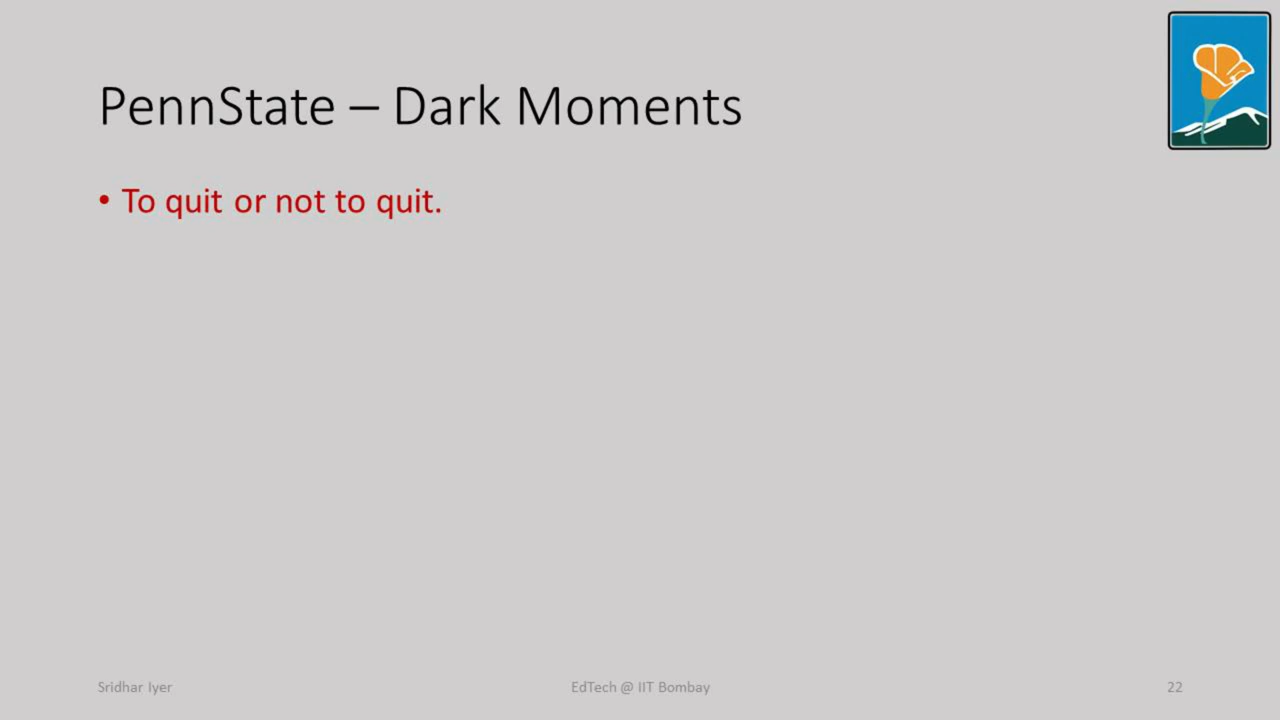 PennState – Dark Moments
• To quit or not to quit.
Sridhar Iyer
EdTech @ IIT Bombay
22